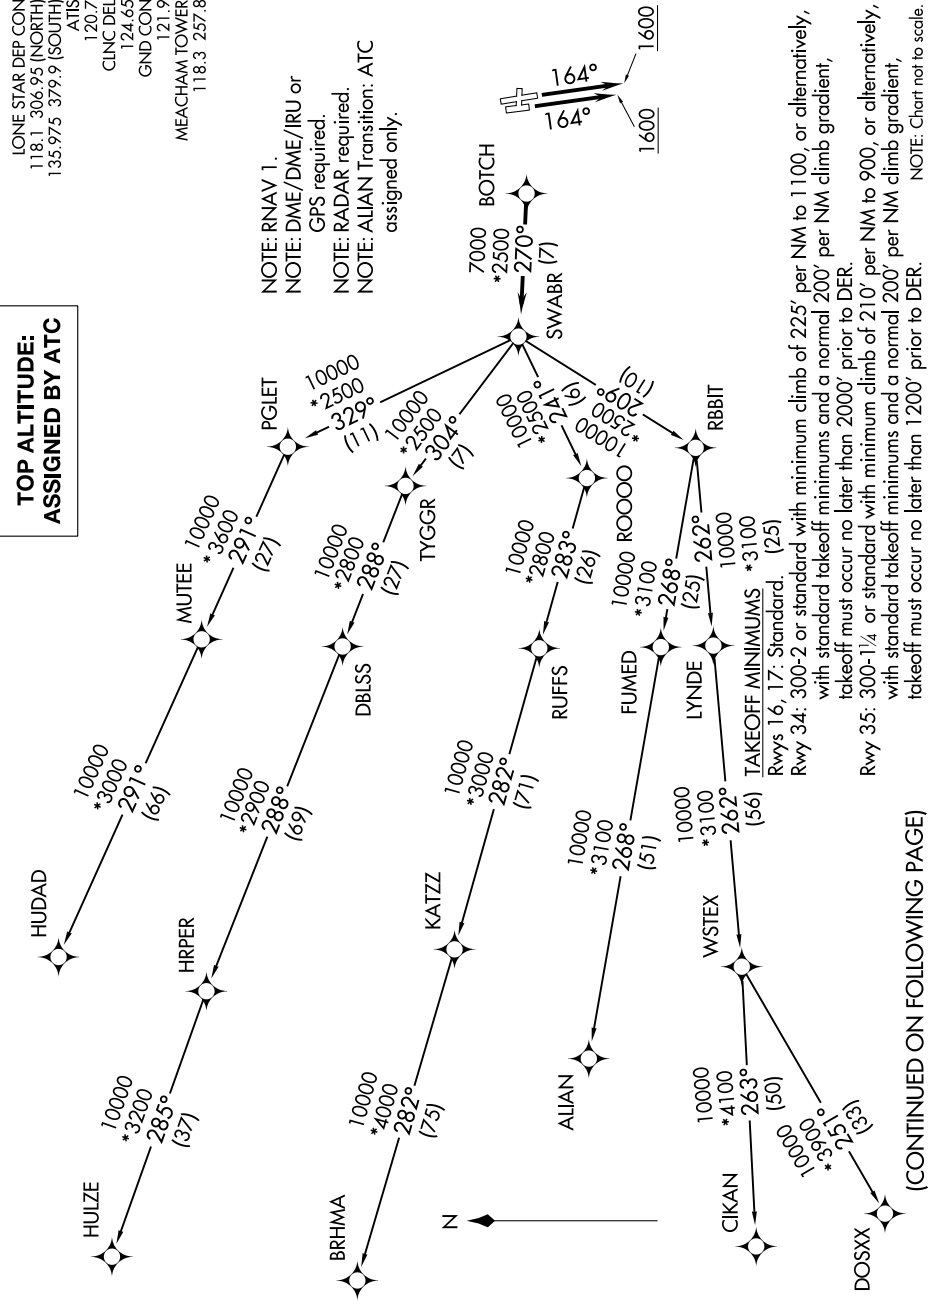 TOP ALTITUDE:
ASSIGNED BY ATC
LONE STAR DEP CON
118.1 306.95 (NORTH)
135.975 379.9 (SOUTH)
ATIS
120.7
CLNC DEL
124.65
GND CON
121.9
MEACHAM TOWER
118.3 257.8
NOTE: RNAV 1.
NOTE: DME/DME/IRU or
GPS required.
NOTE: RADAR required.
NOTE: ALIAN Transition: ATC
assigned only.
HUDAD
10000
*3000
291°
(66)
MUTEE
10000
*3600
291°
(27)
PGLET
10000
*2500
329°
(11)
HULZE
10000
*3200
285°
(37)
HRPER
10000
*2900
288°
(69)
DBLSS
10000
*2800
288°
(27)
TYGGR
10000
*2500
304°
(7)
BRHMA
10000
*4000
282°
(75)
KATZZ
10000
*3000
282°
(71)
RUFFS
10000
*2800
283°
(26)
ROOOO
10000
*2500
241°
(6)
SWABR
7000
*2500
270°
(7)
BOTCH
164°
164°
1600
1600
ALIAN
10000
*3100
268°
(51)
FUMED
10000
*3100
268°
(25)
RBBIT
10000
*2500
209°
(10)
CIKAN
10000
*4100
263°
(50)
WSTEX
10000
*3100
262°
(56)
LYNDE
262°
10000
*3100
(25)
DOSXX
10000
*3900
251°
(33)
N
TAKEOFF MINIMUMS
Rwys 16, 17: Standard.
Rwy 34: 300-2 or standard with minimum climb of 225' per NM to 1100, or alternatively,
with standard takeoff minimums and a normal 200' per NM climb gradient,
takeoff must occur no later than 2000' prior to DER.
Rwy 35: 300-1¼ or standard with minimum climb of 210' per NM to 900, or alternatively,
with standard takeoff minimums and a normal 200' per NM climb gradient,
takeoff must occur no later than 1200' prior to DER.
NOTE: Chart not to scale.
(CONTINUED ON FOLLOWING PAGE)